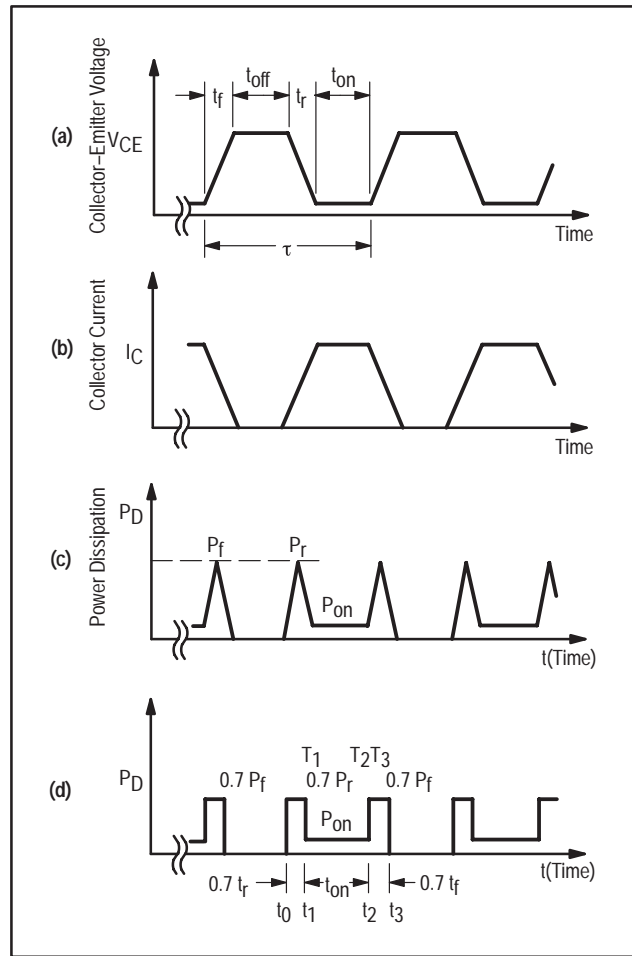 (a)
Collector–Emitter Voltage
VCE
tf
toff
tr
ton
τ
Time
(b)
Collector Current
IC
Time
(c)
Power Dissipation
PD
Pf
Pr
Pon
t(Time)
(d)
PD
T1
T2T3
0.7 Pf
0.7 Pr
0.7 Pf
Pon
t(Time)
0.7 tr
ton
0.7 tf
t0
t1
t2
t3